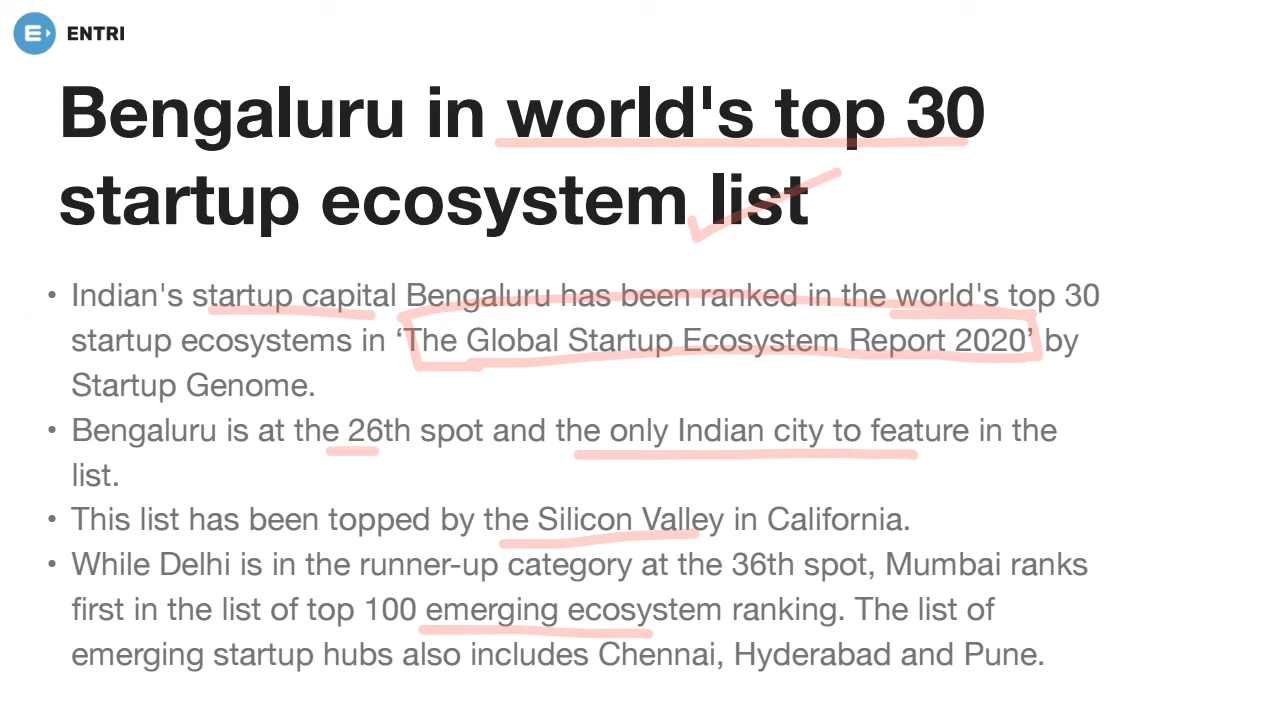 ENTRI
Bengaluru in world's top 30
startup ecosystem list
• Indian's startup capital Bengaluru has been ranked in the world's top 30
startup ecosystems in ‘The Global Startup Ecosystem Report 2020’ by
Startup Genome.
• Bengaluru is at the 26th spot and the only Indian city to feature in the
list.
• This list has been topped by the Silicon Valley in California.
• While Delhi is in the runner-up category at the 36th spot, Mumbai ranks
first in the list of top 100 emerging ecosystem ranking. The list of
emerging startup hubs also includes Chennai, Hyderabad and Pune.